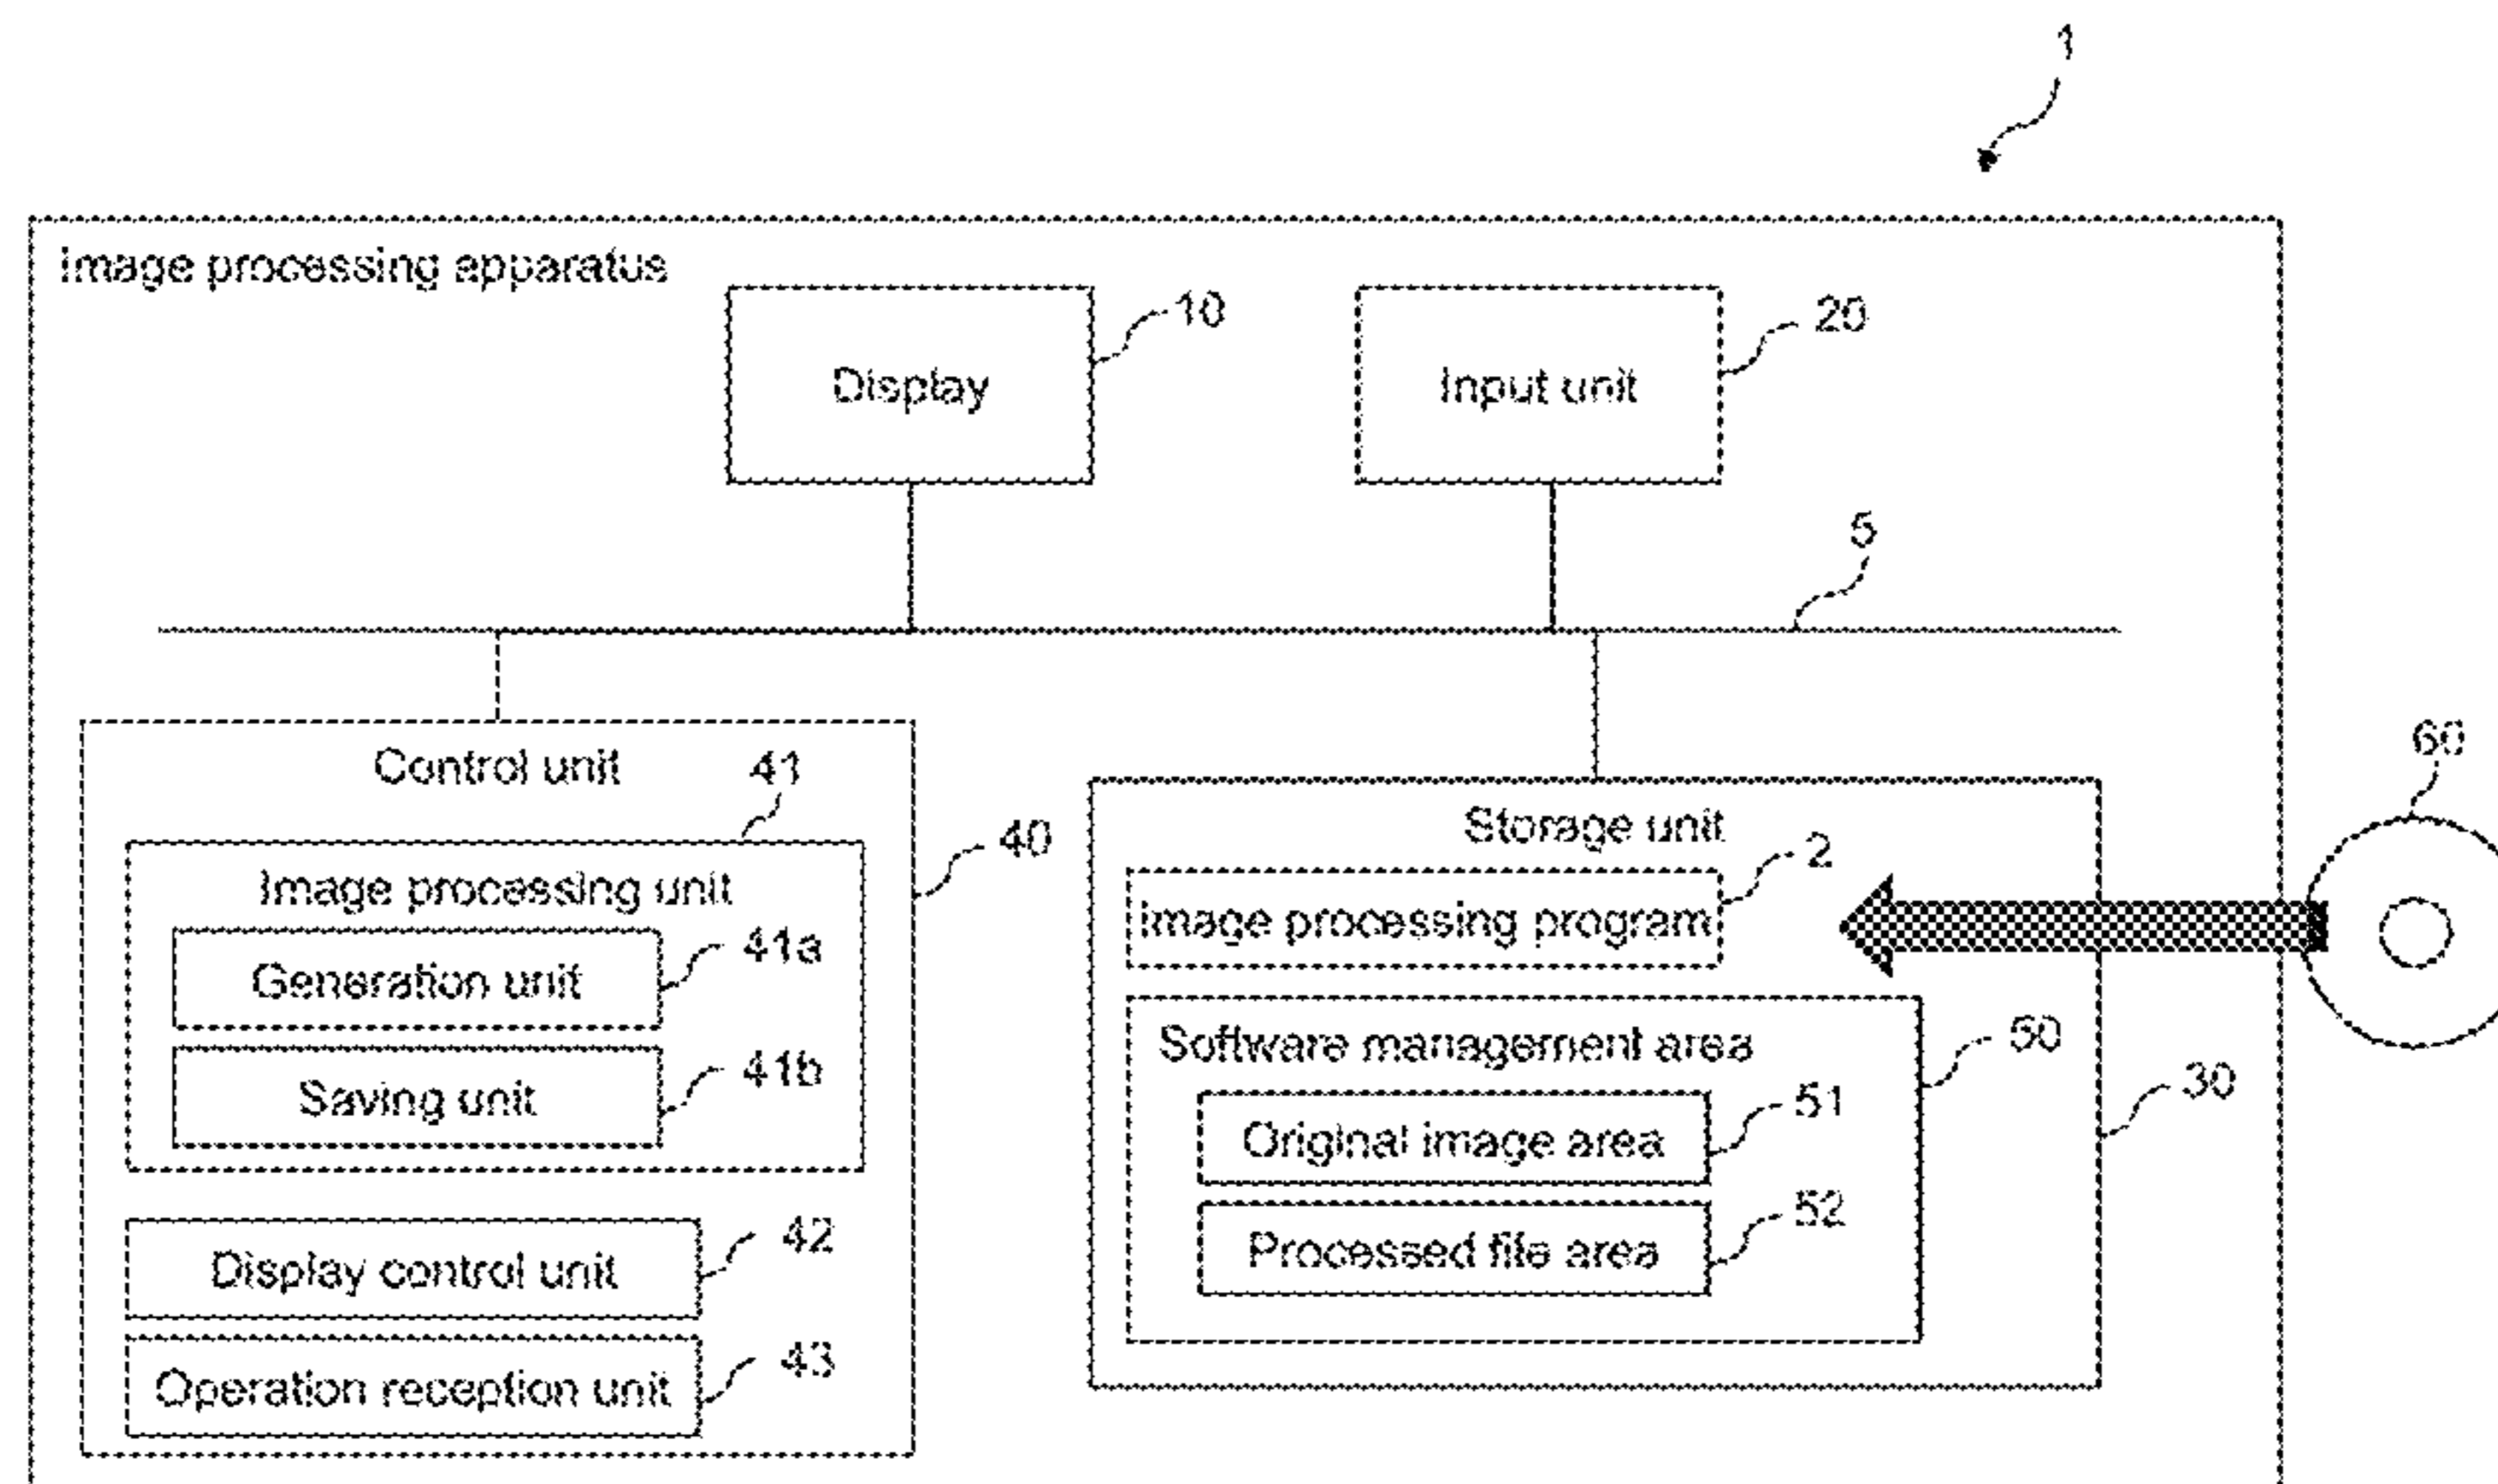 1
Image processing apparatus
10
20
Display
Input unit
5
Control unit
41
40
Image processing unit
Generation unit
41a
Saving unit
41b
Display control unit
42
Operation reception unit
43
Storage unit
2
Image processing program
60
Software management area
50
Original image area
51
Processed file area
52
30